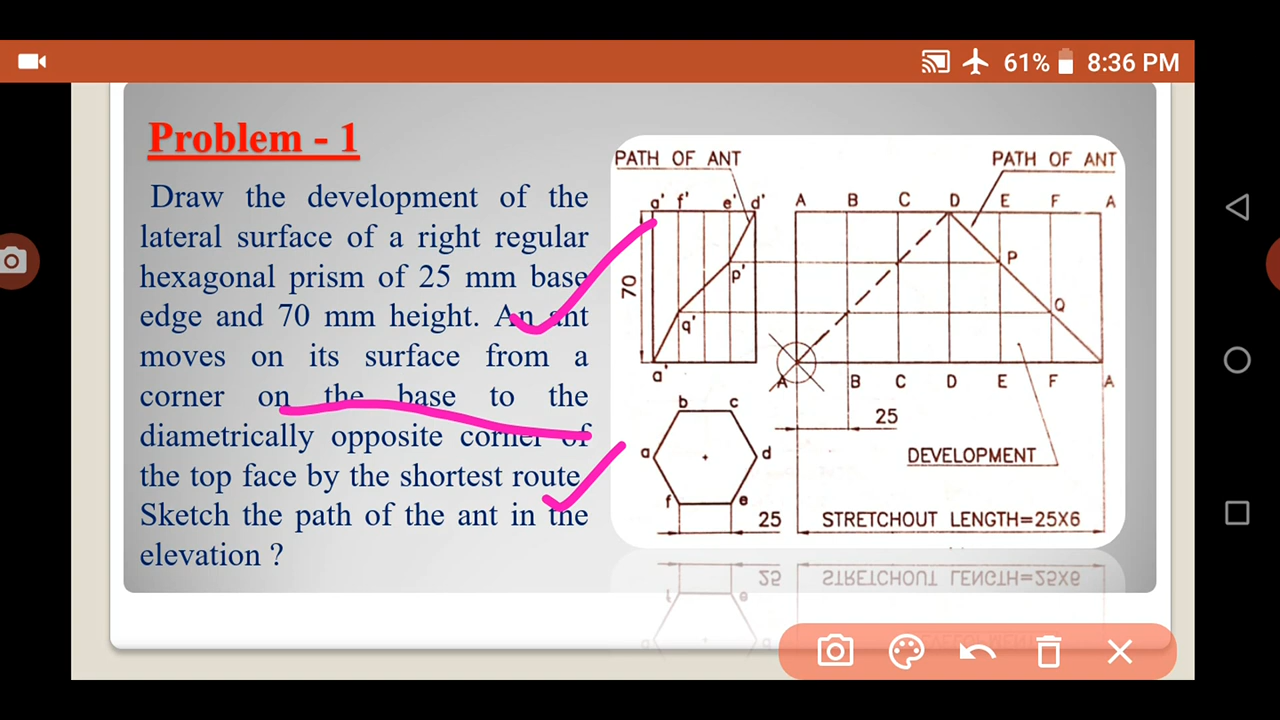 61% 8:36 PM
Problem - 1
Draw the development of the
lateral surface of a right regular
hexagonal prism of 25 mm base
edge and 70 mm height. An ant
moves on its surface from a
corner on the base to the
diametrically opposite corner of
the top face by the shortest route.
Sketch the path of the ant in the
elevation ?
PATH OF ANT PATH OF ANT
a' f' e' d' A B C D E F A
70
p' P
q' Q
a' A B C D E F A
b c
25
a d
DEVELOPMENT
f e
25 STRETCHOUT LENGTH=25X6